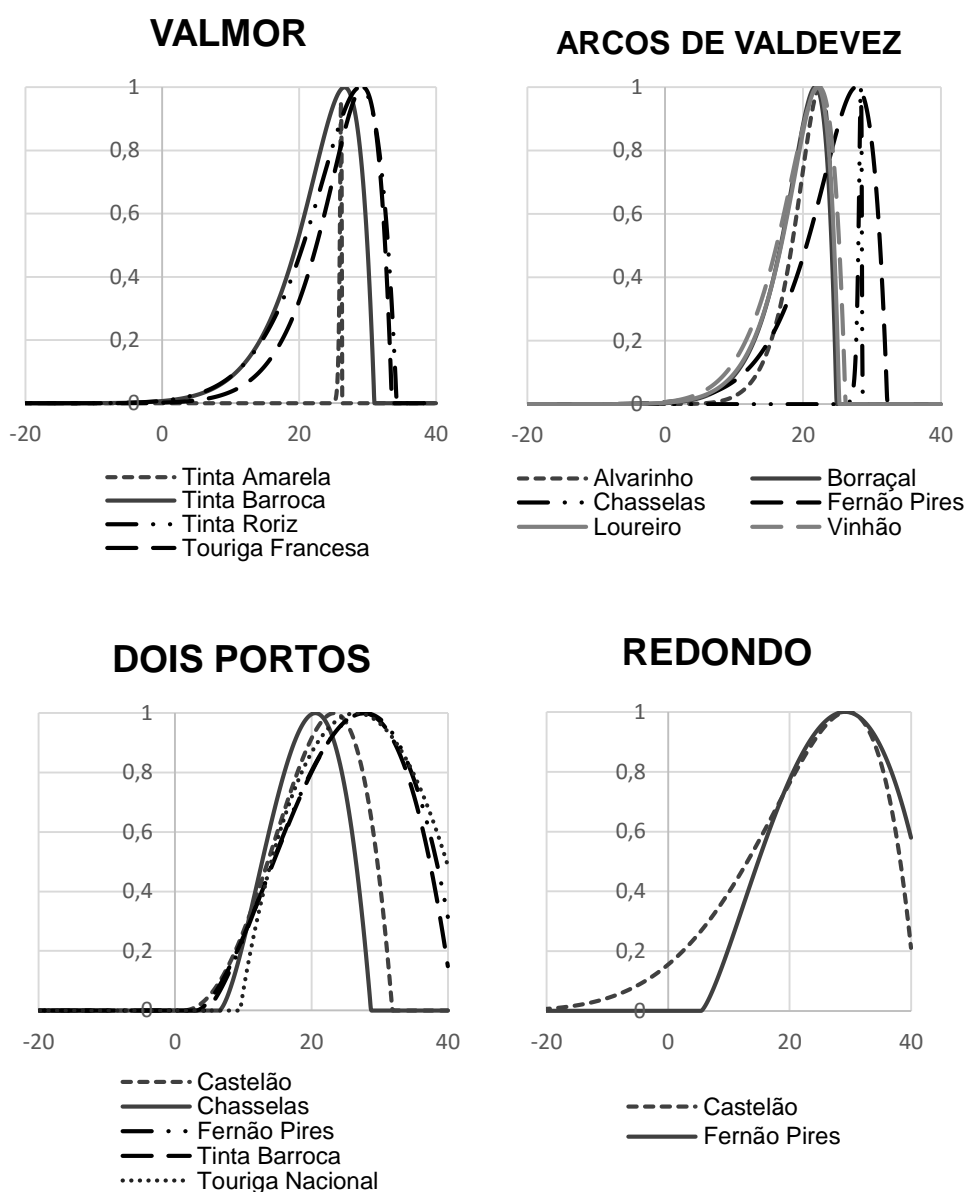 VALMOR
1
0,8
0,6
0,4
0,2
0
-20 0 20 40
Tinta Amarela
Tinta Barroca
Tinta Roriz
Touriga Francesa
ARCOS DE VALDEVEZ
1
0,8
0,6
0,4
0,2
0
-20 0 20 40
Alvarinho Borraçal
Chasselas Fernão Pires
Loureiro Vinhão
DOIS PORTOS
1
0,8
0,6
0,4
0,2
0
-20 0 20 40
Castelão
Chasselas
Fernão Pires
Tinta Barroca
Touriga Nacional
REDONDO
1
0,8
0,6
0,4
0,2
0
-20 0 20 40
Castelão
Fernão Pires